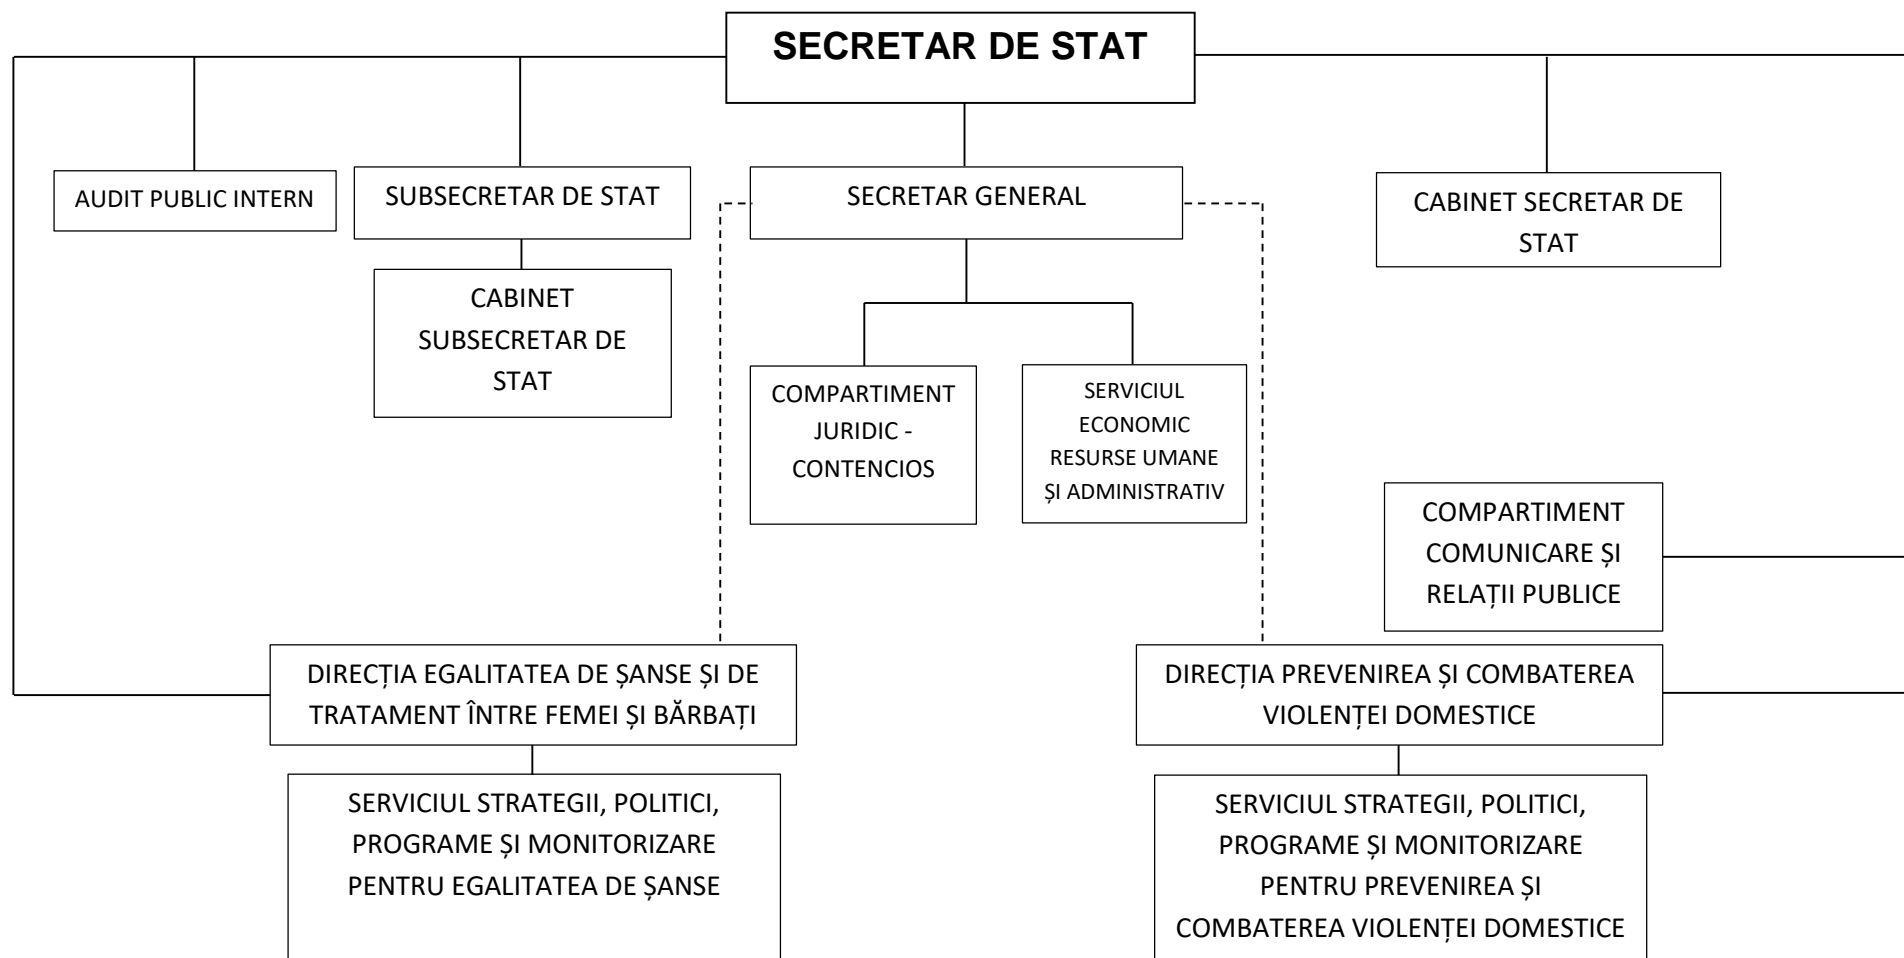 SECRETAR DE STAT
AUDIT PUBLIC INTERN
SUBSECRETAR DE STAT
SECRETAR GENERAL
CABINET SECRETAR DE
STAT
CABINET
SUBSECRETAR DE
STAT
COMPARTIMENT
JURIDIC -
CONTENCIOS
SERVICIUL
ECONOMIC
RESURSE UMANE
ȘI ADMINISTRATIV
COMPARTIMENT
COMUNICARE ȘI
RELAȚII PUBLICE
DIRECȚIA EGALITATEA DE ȘANSE ȘI DE
TRATAMENT ÎNTRE FEMEI ȘI BĂRBAȚI
DIRECȚIA PREVENIREA ȘI COMBATEREA
VIOLENȚEI DOMESTICE
SERVICIUL STRATEGII, POLITICI,
PROGRAME ȘI MONITORIZARE
PENTRU EGALITATEA DE ȘANSE
SERVICIUL STRATEGII, POLITICI,
PROGRAME ȘI MONITORIZARE
PENTRU PREVENIREA ȘI
COMBATEREA VIOLENȚEI DOMESTICE